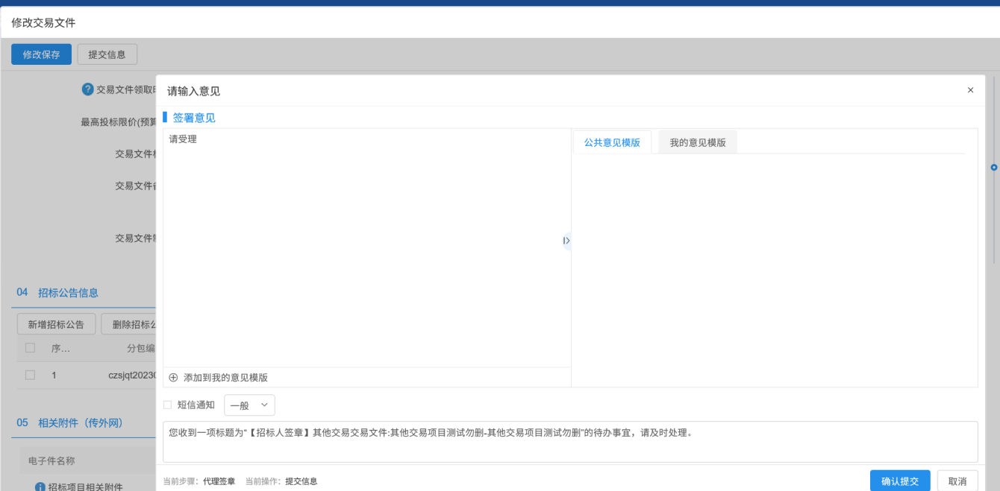 修改交易文件
修改保存 提交信息
交易文件领取
请输入意见
签署意见
最高投标限价(预算
请受理
公共意见模版 我的意见模版
交易文件
交易文件
交易文件
04 招标公告信息
新增招标公告 删除招标公
序... 分包编
1 czsjqt2023
添加到我的意见模版
短信通知 一般
05 相关附件（传外网）
您收到一项标题为“【招标人签章】其他交易交易文件:其他交易项目测试勿删-其他交易项目测试勿删”的待办事宜，请及时处理。
电子件名称
招标项目相关附件
当前步骤：代理签章 当前操作：提交信息
确认提交 取消